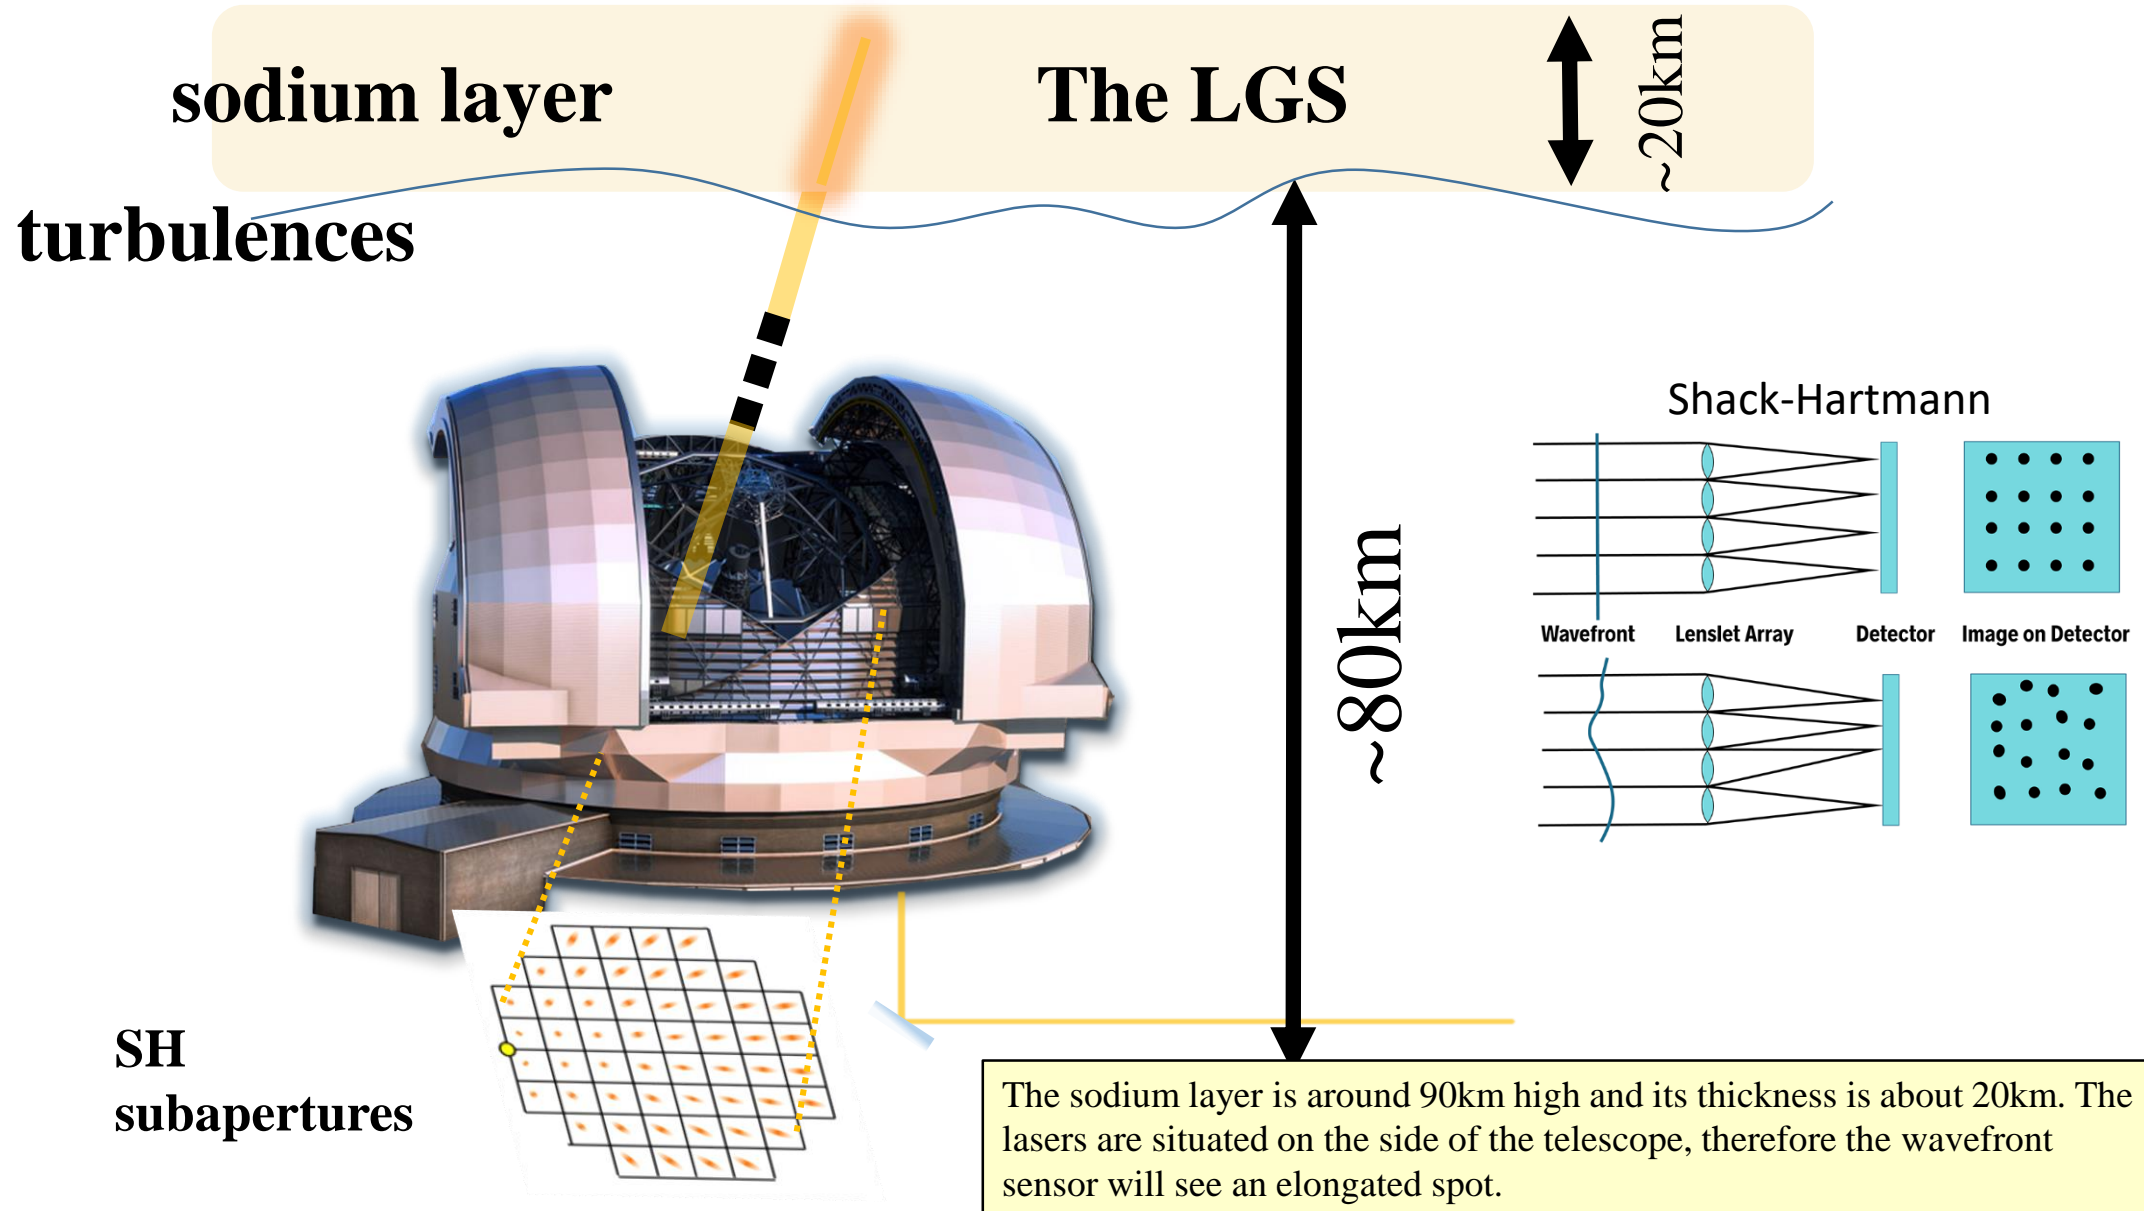 sodium layer
The LGS
~20km
turbulences
~80km
Shack-Hartmann
Wavefront
Lenslet Array
Detector
Image on Detector
SH
subapertures
The sodium layer is around 90km high and its thickness is about 20km. The
lasers are situated on the side of the telescope, therefore the wavefront
sensor will see an elongated spot.